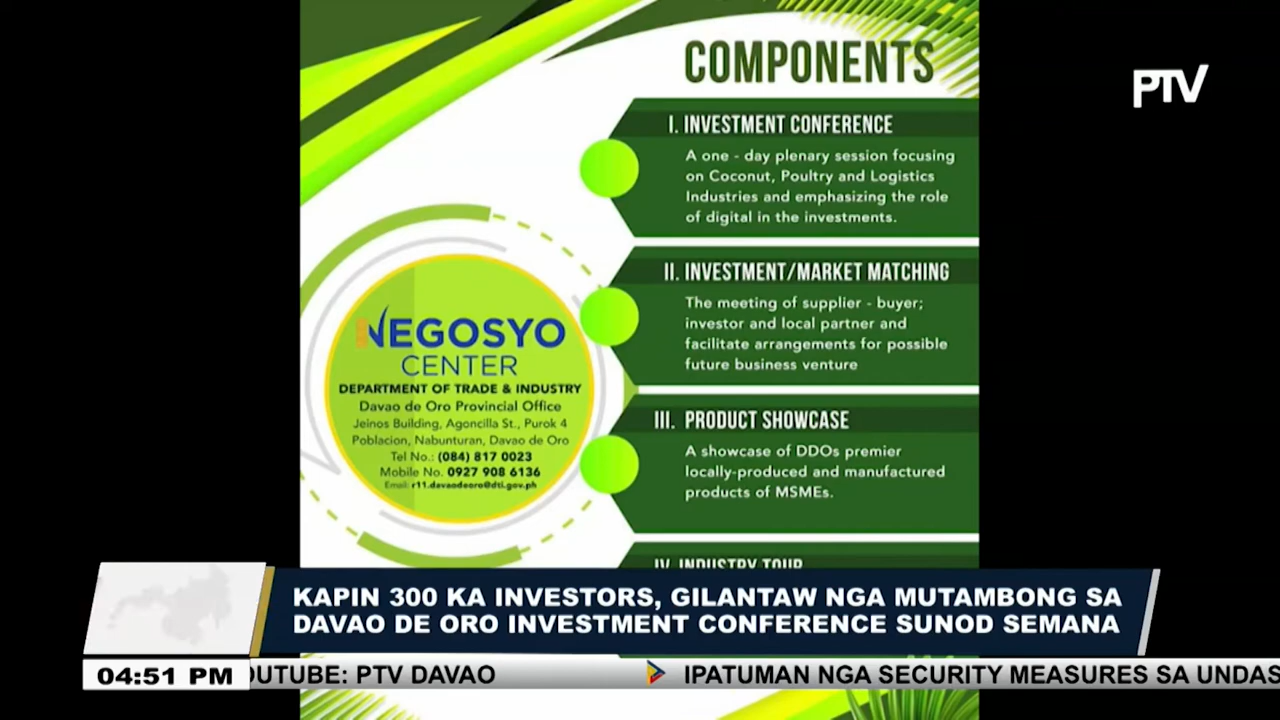 COMPONENTS
PTV
I. INVESTMENT CONFERENCE
A one - day plenary session focusing
on Coconut, Poultry and Logistics
Industries and emphasizing the role
of digital in the investments.
II. INVESTMENT/MARKET MATCHING
The meeting of supplier - buyer;
investor and local partner and
facilitate arrangements for possible
future business venture
III. PRODUCT SHOWCASE
A showcase of DDOs premier
locally-produced and manufactured
products of MSMEs.
IV. INDUSTRY TOUR
NEGOSYO
CENTER
DEPARTMENT OF TRADE & INDUSTRY
Davao de Oro Provincial Office
Jeinos Building, Agoncilla St., Purok 4
Poblacion, Nabunturan, Davao de Oro
Tel No.: (084) 817 0023
Mobile No. 0927 908 6136
Email: r11.davaodeoro@dti.gov.ph
KAPIN 300 KA INVESTORS, GILANTAW NGA MUTAMBONG SA
DAVAO DE ORO INVESTMENT CONFERENCE SUNOD SEMANA
04:51 PM
OUTUBE: PTV DAVAO IPATUMAN NGA SECURITY MEASURES SA UNDAS